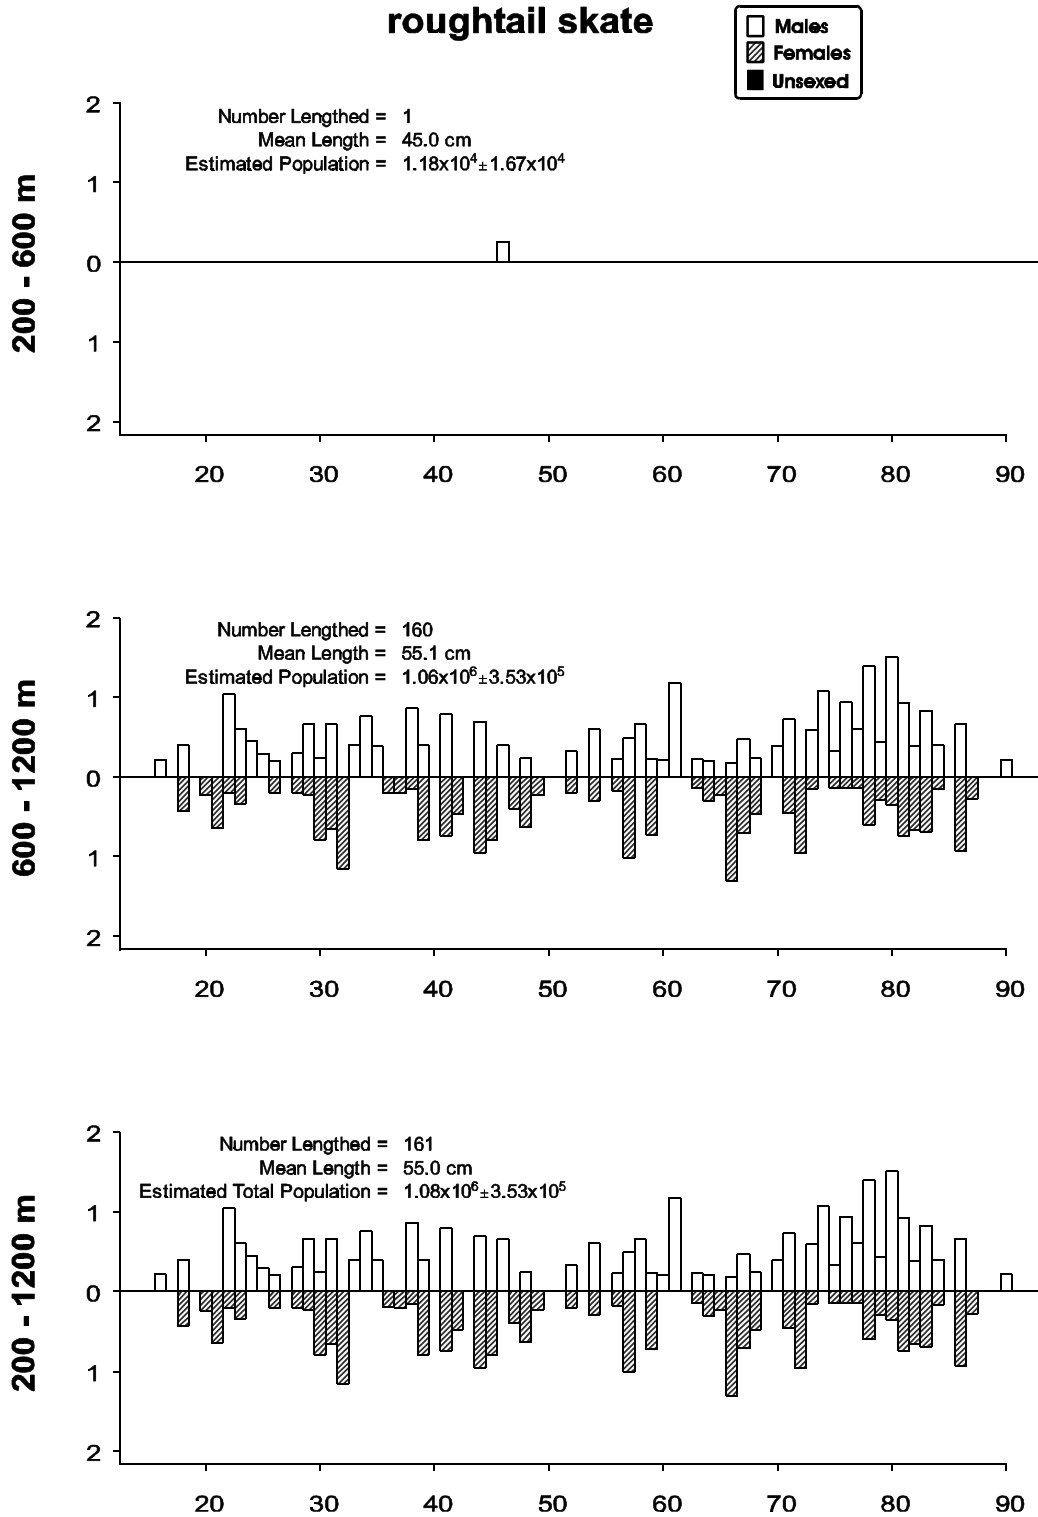 roughtail skate
Males
Females
Unsexed
200 - 600 m
Number Lengthed = 1
Mean Length = 45.0 cm
Estimated Population = 1.18x10⁴±1.67x10⁴
2
1
0
1
2
20 30 40 50 60 70 80 90
600 - 1200 m
Number Lengthed = 160
Mean Length = 55.1 cm
Estimated Population = 1.06x10⁶±3.53x10⁵
2
1
0
1
2
20 30 40 50 60 70 80 90
200 - 1200 m
Number Lengthed = 161
Mean Length = 55.0 cm
Estimated Total Population = 1.08x10⁶±3.53x10⁵
2
1
0
1
2
20 30 40 50 60 70 80 90